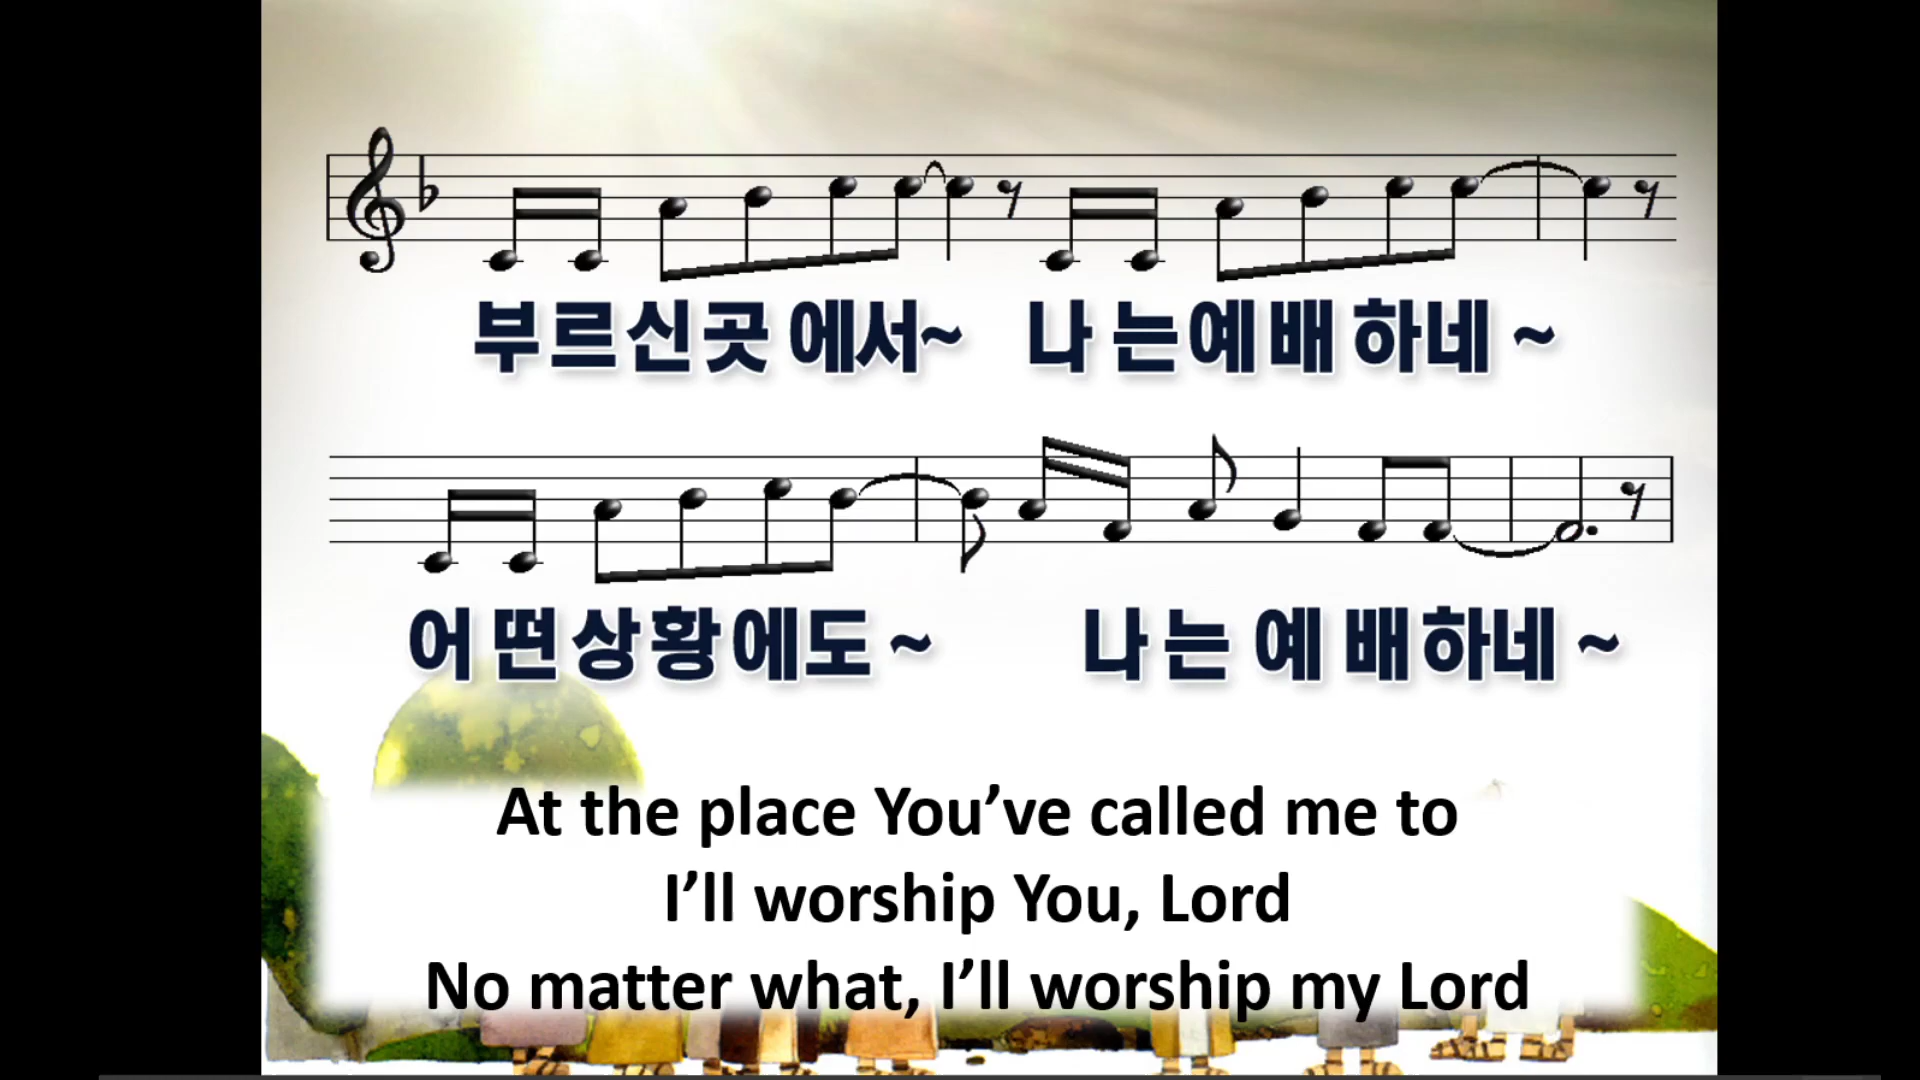 부르신곳 에서~ 나 는예배 하네 ~
어떤상황에도~ 나는 예 배하네 ~
At the place You’ve called me to
I’ll worship You, Lord
No matter what, I’ll worship my Lord